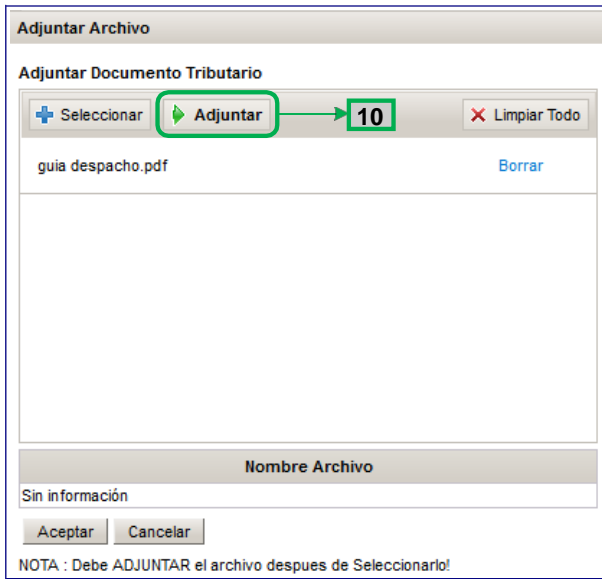 Adjuntar Archivo
Adjuntar Documento Tributario
Seleccionar Adjuntar 10 Limpiar Todo
guia despacho.pdf Borrar
Nombre Archivo
Sin información
Aceptar Cancelar
NOTA : Debe ADJUNTAR el archivo despues de Seleccionarlo!